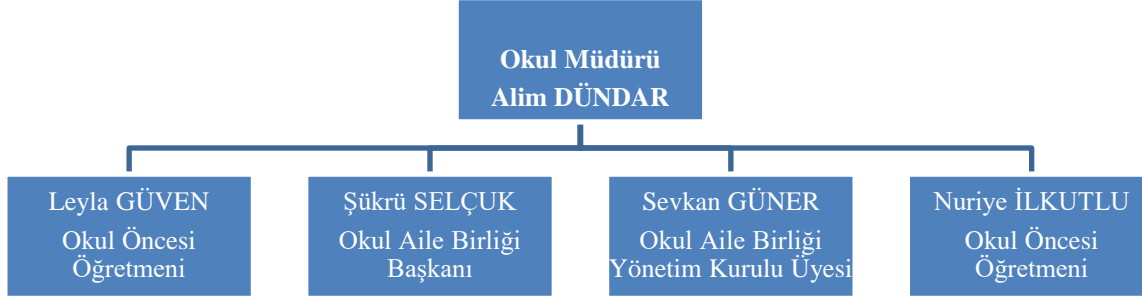 Okul Müdürü
Alim DÜNDAR
Leyla GÜVEN
Okul Öncesi
Öğretmeni
Şükrü SELÇUK
Okul Aile Birliği
Başkanı
Sevkan GÜNER
Okul Aile Birliği
Yönetim Kurulu Üyesi
Nuriye İLKUTLU
Okul Öncesi
Öğretmeni